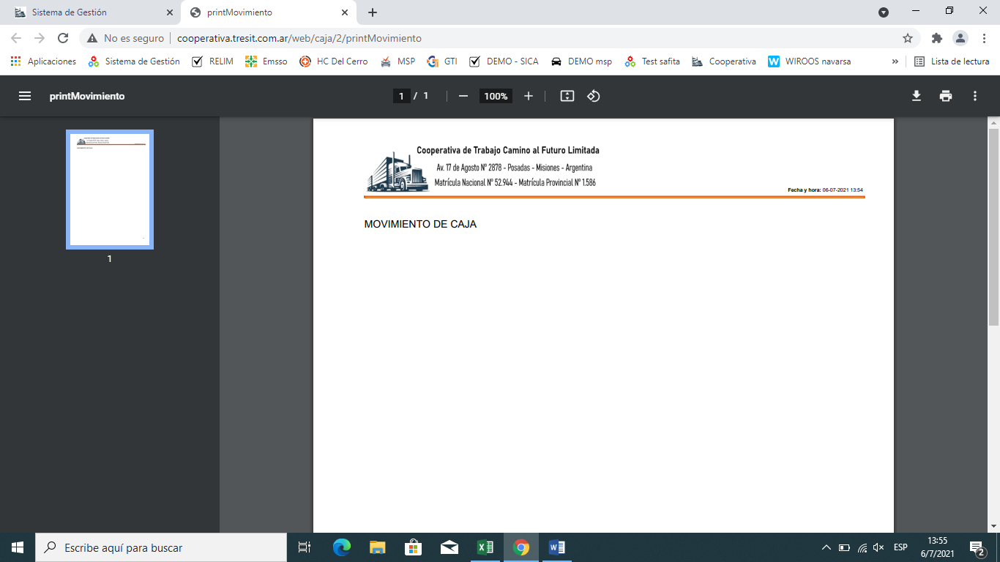 Sistema de Gestión
printMovimiento
No es seguro
cooperativa.tresit.com.ar/web/caja/2/printMovimiento
Aplicaciones
Sistema de Gestión
RELIM
Emsso
HC Del Cerro
MSP
GTI
DEMO - SICA
DEMO msp
Test safita
Cooperativa
WIROOS navarsa
»
Lista de lectura
printMovimiento
1 / 1
100%
1
Cooperativa de Trabajo Camino al Futuro Limitada
Av. 17 de Agosto Nº 2878 - Posadas - Misiones - Argentina
Matrícula Nacional Nº 52.944 - Matrícula Provincial Nº 1.586
Fecha y hora: 06-07-2021 13:54
MOVIMIENTO DE CAJA
Escribe aquí para buscar
ESP
13:55
6/7/2021
2